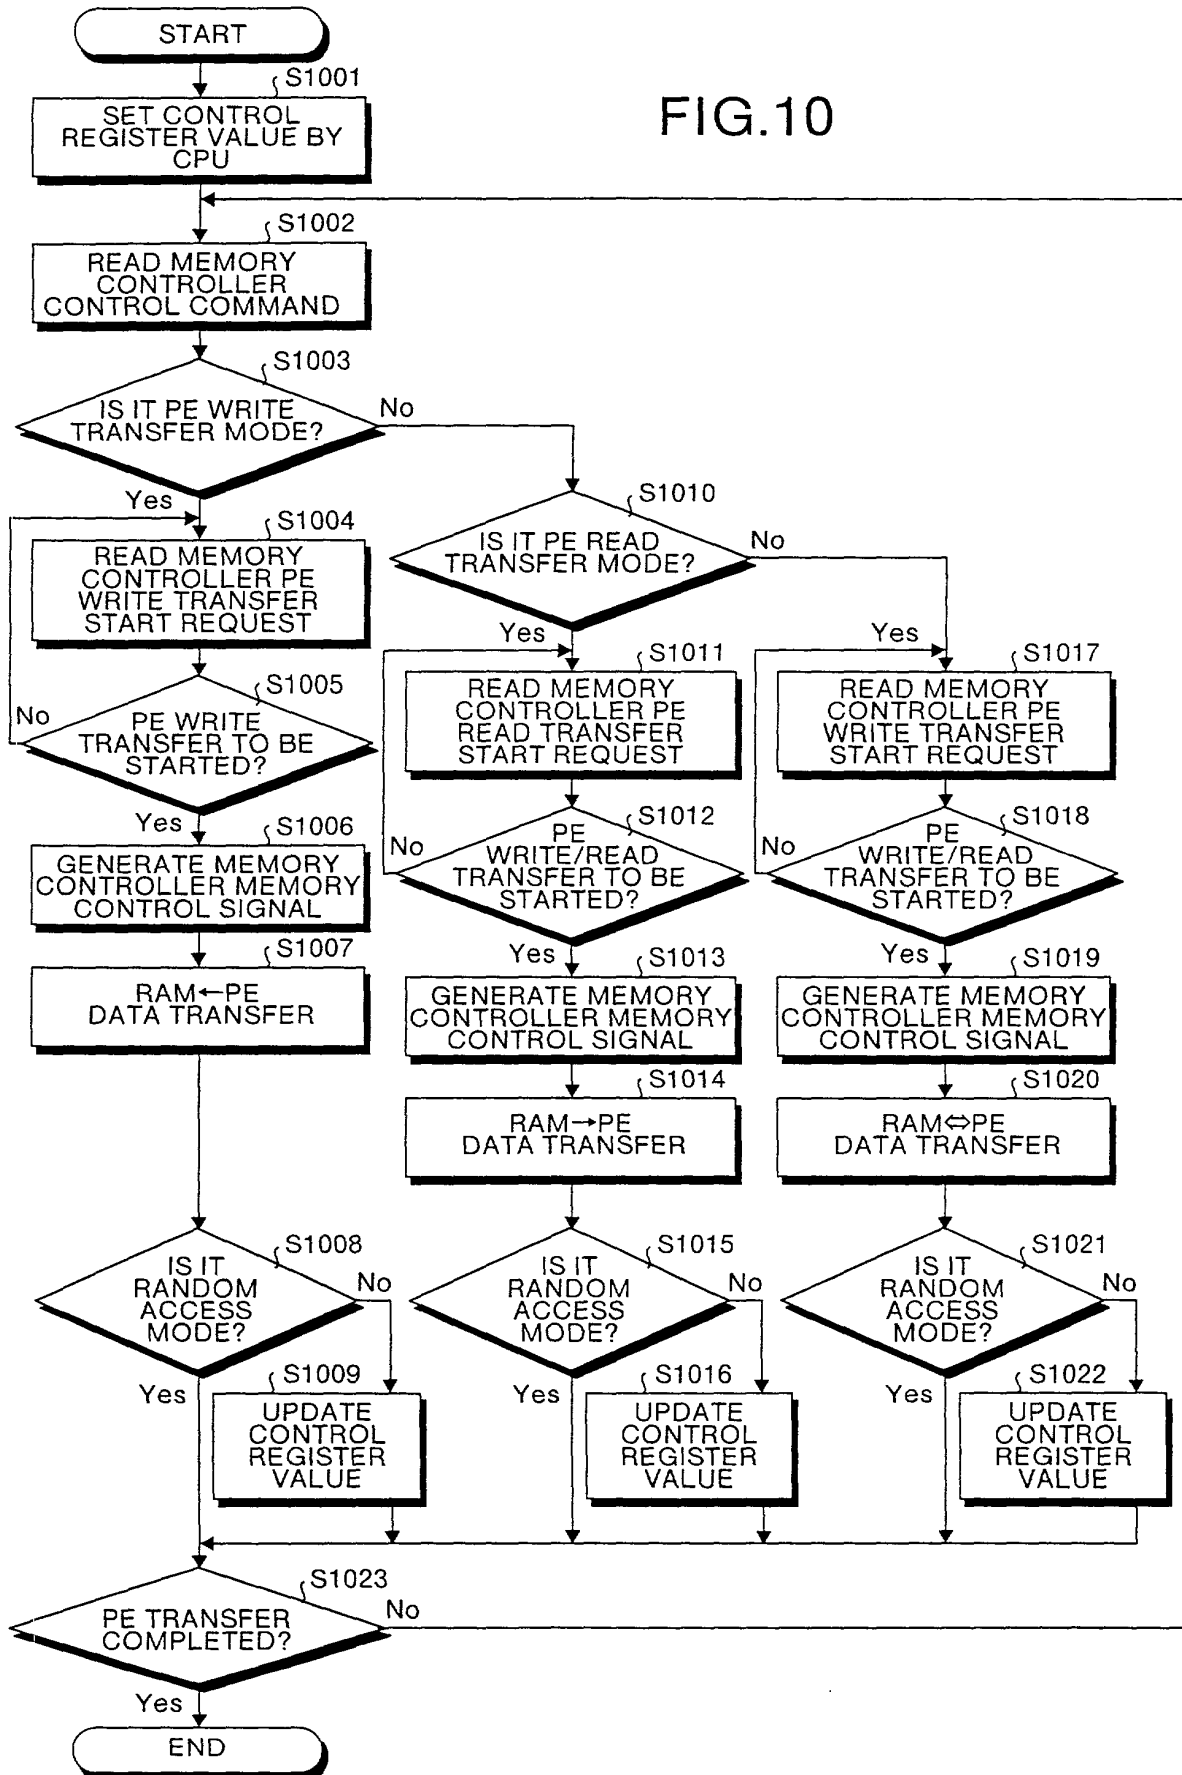 START
FIG.10
S1001
SET CONTROL
REGISTER VALUE BY
CPU
S1002
READ MEMORY
CONTROLLER
CONTROL COMMAND
S1003
IS IT PE WRITE
TRANSFER MODE?
No
Yes
S1004
READ MEMORY
CONTROLLER PE
WRITE TRANSFER
START REQUEST
S1005
PE WRITE
TRANSFER TO BE
STARTED?
No
Yes
S1006
GENERATE MEMORY
CONTROLLER MEMORY
CONTROL SIGNAL
S1007
RAM←PE
DATA TRANSFER
S1008
IS IT
RANDOM
ACCESS
MODE?
No
Yes
S1009
UPDATE
CONTROL
REGISTER
VALUE
S1010
IS IT PE READ
TRANSFER MODE?
No
Yes
S1011
READ MEMORY
CONTROLLER PE
READ TRANSFER
START REQUEST
S1012
PE
WRITE/READ
TRANSFER TO BE
STARTED?
No
Yes
S1013
GENERATE MEMORY
CONTROLLER MEMORY
CONTROL SIGNAL
S1014
RAM→PE
DATA TRANSFER
S1015
IS IT
RANDOM
ACCESS
MODE?
No
Yes
S1016
UPDATE
CONTROL
REGISTER
VALUE
Yes
S1017
READ MEMORY
CONTROLLER PE
WRITE TRANSFER
START REQUEST
S1018
PE
WRITE/READ
TRANSFER TO BE
STARTED?
No
Yes
S1019
GENERATE MEMORY
CONTROLLER MEMORY
CONTROL SIGNAL
S1020
RAM⇔PE
DATA TRANSFER
S1021
IS IT
RANDOM
ACCESS
MODE?
No
Yes
S1022
UPDATE
CONTROL
REGISTER
VALUE
S1023
PE TRANSFER
COMPLETED?
No
Yes
END